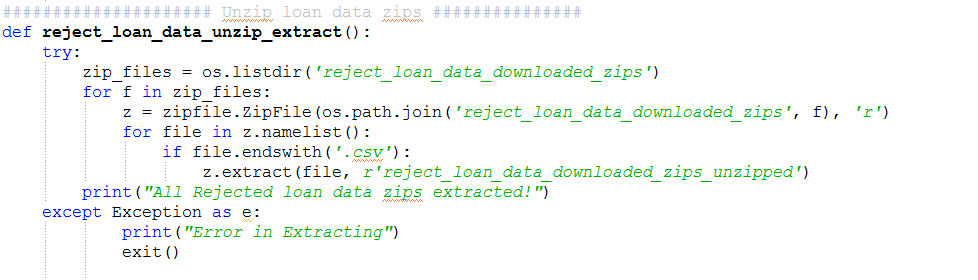 ##################### Unzip loan data zips ###############
def reject_loan_data_unzip_extract():
    try:
        zip_files = os.listdir('reject_loan_data_downloaded_zips')
        for f in zip_files:
            z = zipfile.ZipFile(os.path.join('reject_loan_data_downloaded_zips', f), 'r')
            for file in z.namelist():
                if file.endswith('.csv'):
                    z.extract(file, r'reject_loan_data_downloaded_zips_unzipped')
        print("All Rejected loan data zips extracted!")
    except Exception as e:
            print("Error in Extracting")
            exit()